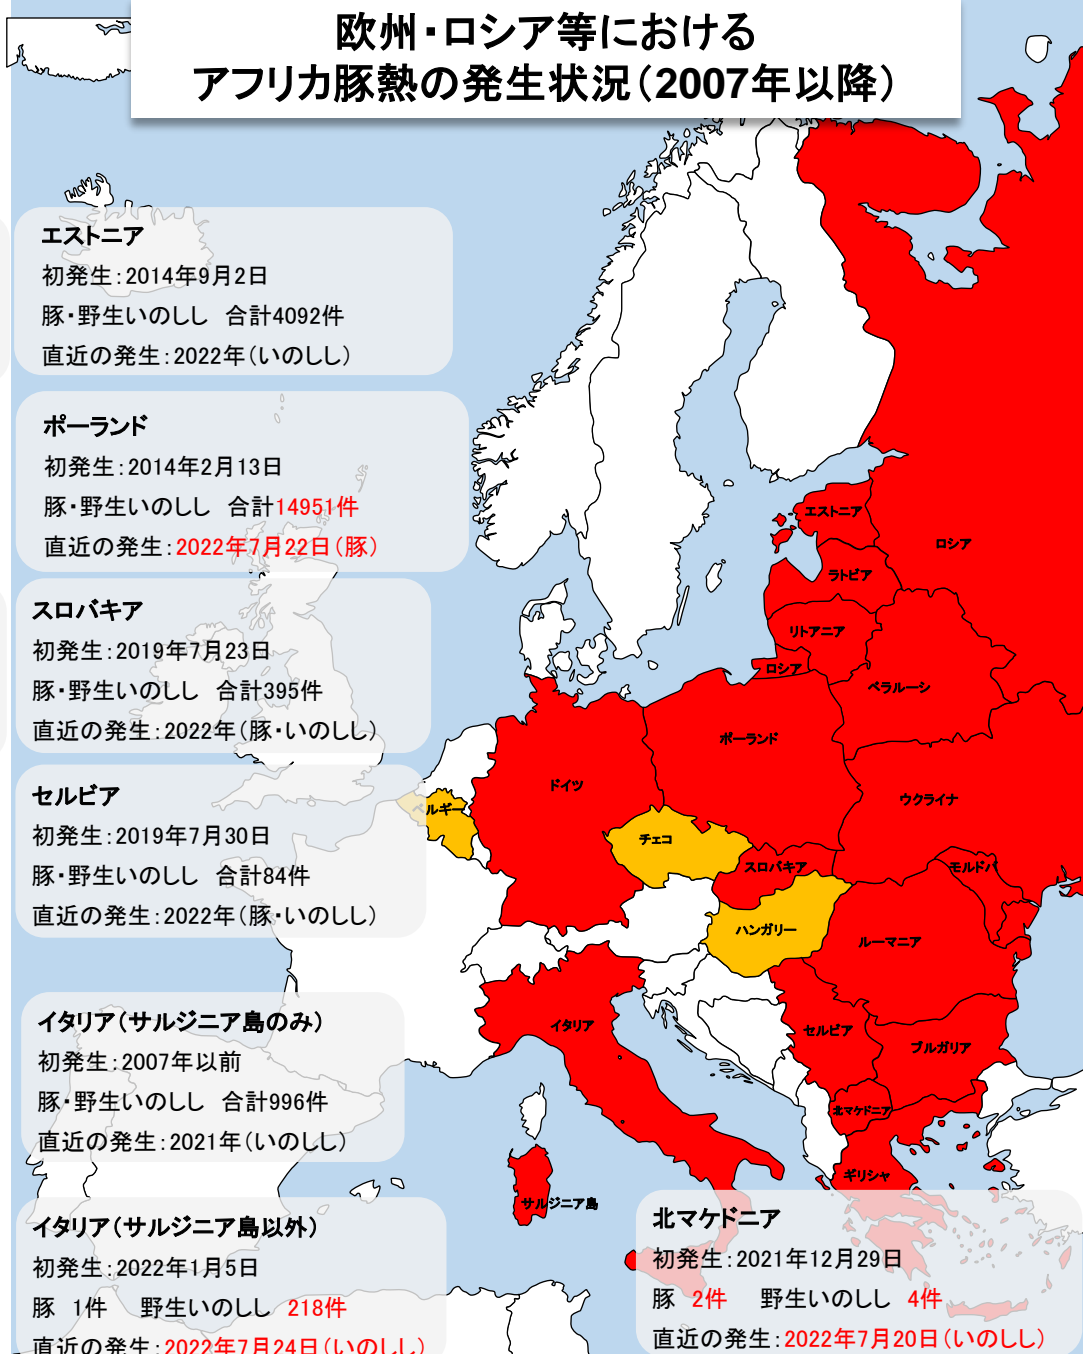 欧州・ロシア等における
アフリカ豚熱の発生状況（2007年以降）
エストニア
初発生：2014年9月2日
豚・野生いのしし　合計4092件
直近の発生：2022年（いのしし）
ポーランド
初発生：2014年2月13日
豚・野生いのしし　合計14951件
直近の発生：2022年7月22日（豚）
スロバキア
初発生：2019年7月23日
豚・野生いのしし　合計395件
直近の発生：2022年（豚・いのしし）
セルビア
初発生：2019年7月30日
豚・野生いのしし　合計84件
直近の発生：2022年（豚・いのしし）
イタリア（サルジニア島のみ）
初発生：2007年以前
豚・野生いのしし　合計996件
直近の発生：2021年（いのしし）
イタリア（サルジニア島以外）
初発生：2022年1月5日
豚　1件　　野生いのしし　218件
直近の発生：2022年7月24日（いのしし）
北マケドニア
初発生：2021年12月29日
豚　2件　　野生いのしし　4件
直近の発生：2022年7月20日（いのしし）
エストニア
ロシア
ラトビア
リトアニア
ロシア
ベラルーシ
ポーランド
ドイツ
ウクライナ
ルギー
チェコ
スロバキア
モルドバ
ハンガリー
ルーマニア
イタリア
セルビア
ブルガリア
北マケドニア
ギリシャ
サルジニア島